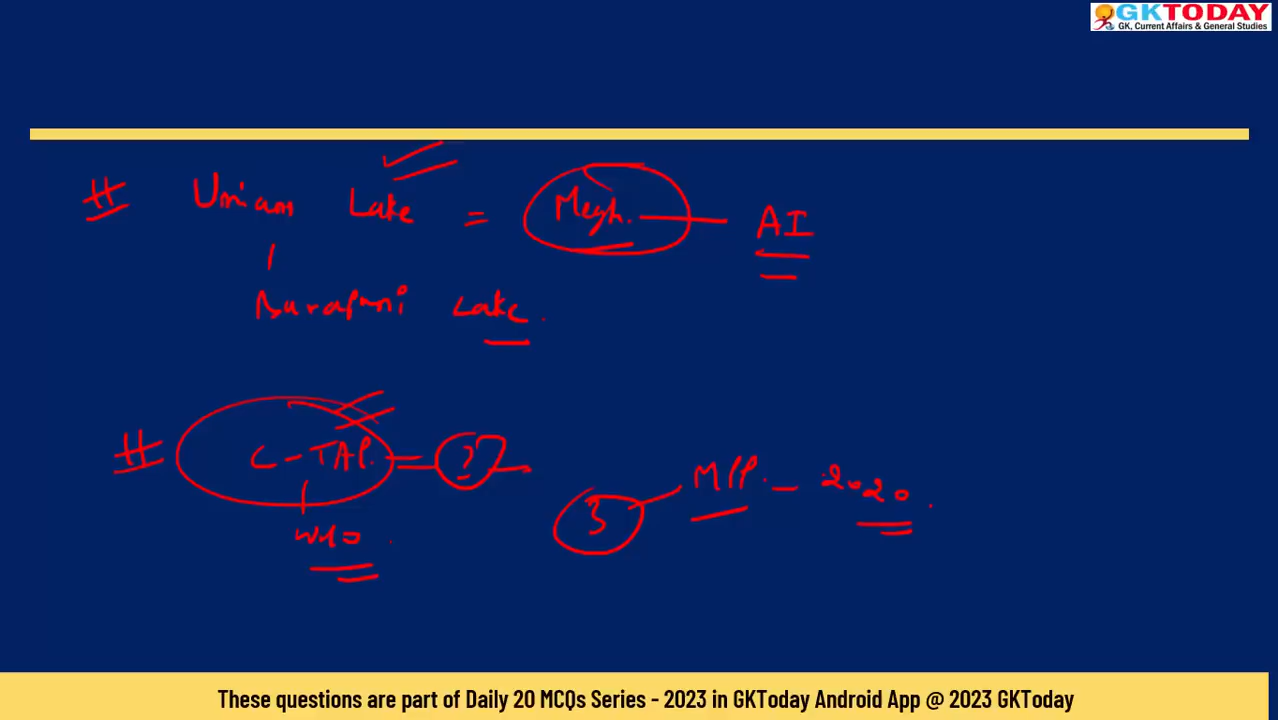 GKTODAY
GK, Current Affairs & General Studies
# Umiam Lake = Megh. — AI
Barapani Lake.
# C-TAP. = ?
3 MPP. - 2020.
WHO.
These questions are part of Daily 20 MCQs Series - 2023 in GKToday Android App @ 2023 GKToday